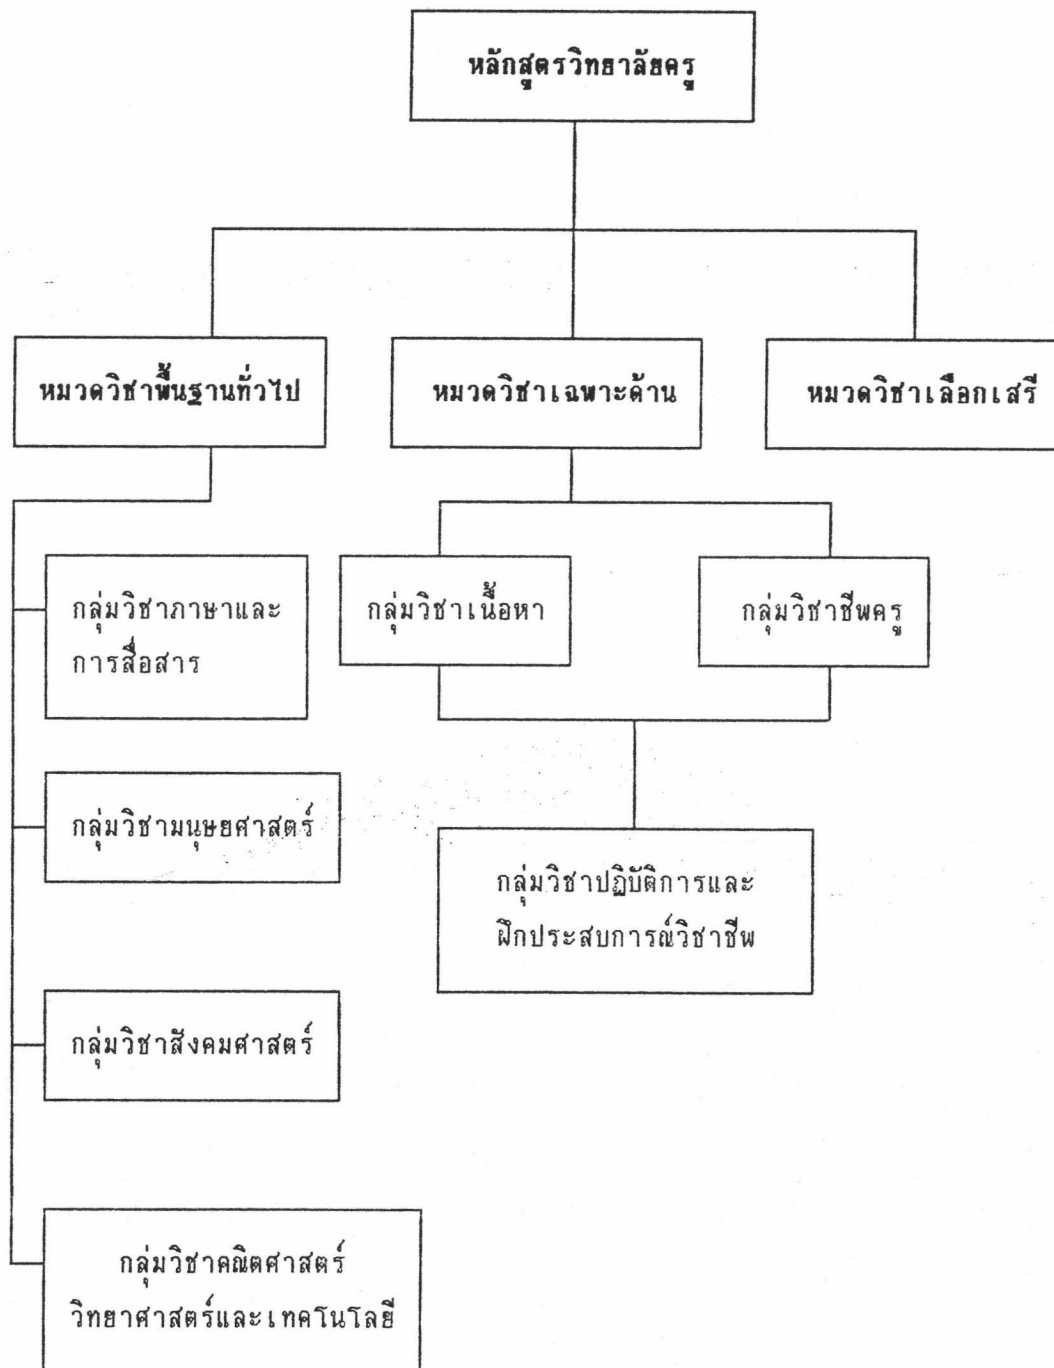 หลักสูตรวิทยาลัยครู
หมวดวิชาพื้นฐานทั่วไป
หมวดวิชาเฉพาะด้าน
หมวดวิชาเลือกเสรี
กลุ่มวิชาภาษาและ
การสื่อสาร
กลุ่มวิชาเนื้อหา
กลุ่มวิชาชีพครู
กลุ่มวิชามนุษยศาสตร์
กลุ่มวิชาปฏิบัติการและ
ฝึกประสบการณ์วิชาชีพ
กลุ่มวิชาสังคมศาสตร์
กลุ่มวิชาคณิตศาสตร์
วิทยาศาสตร์และเทคโนโลยี